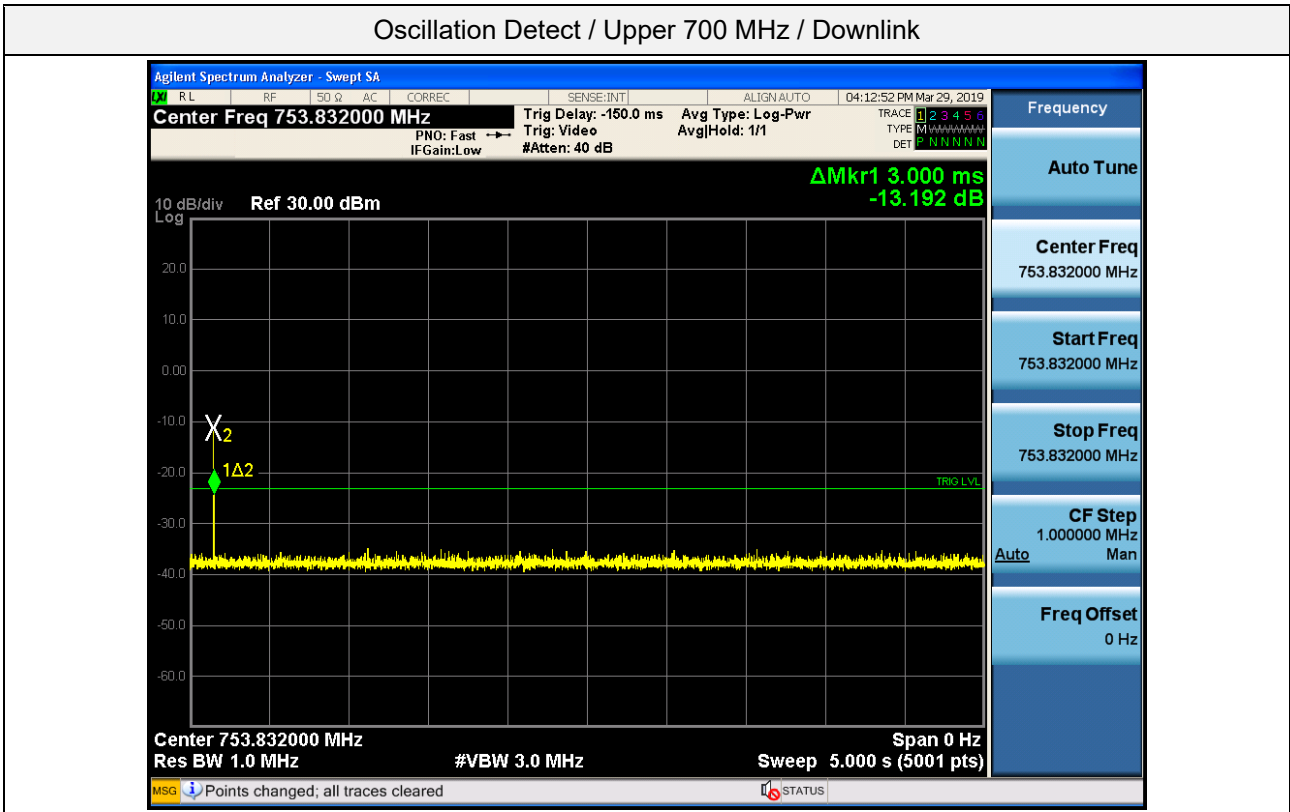 Oscillation Detect / Upper 700 MHz / Downlink
Agilent Spectrum Analyzer - Swept SA
LXI RL RF 50 Ω AC CORREC SENSE:INT ALIGN AUTO 04:12:52 PM Mar 29, 2019
Center Freq 753.832000 MHz
PNO: Fast
IFGain:Low
Trig Delay: -150.0 ms
Trig: Video
#Atten: 40 dB
Avg Type: Log-Pwr
Avg|Hold: 1/1
TRACE 1 2 3 4 5 6
TYPE M WWWWW
DET P N N N N N
ΔMkr1 3.000 ms
-13.192 dB
10 dB/div Ref 30.00 dBm
Log
20.0
10.0
0.00
-10.0
-20.0
-30.0
-40.0
-50.0
-60.0
X2
1Δ2
TRIG LVL
Center 753.832000 MHz
Span 0 Hz
Res BW 1.0 MHz
#VBW 3.0 MHz
Sweep 5.000 s (5001 pts)
MSG Points changed; all traces cleared
STATUS
Frequency
Auto Tune
Center Freq
753.832000 MHz
Start Freq
753.832000 MHz
Stop Freq
753.832000 MHz
CF Step
1.000000 MHz
Auto Man
Freq Offset
0 Hz